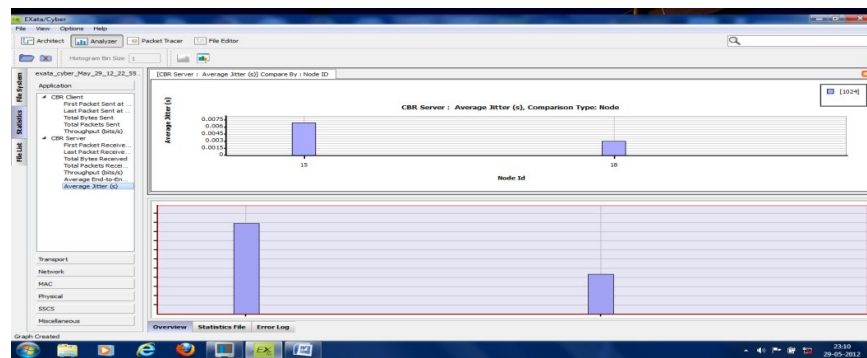 EXata/Cyber
File View Options Help
Architect Analyzer Packet Tracer File Editor
Histogram Bin Size 1
exata_cyber_May_29_12_22_55..
[CBR Server : Average Jitter (s)] Compare By : Node ID
File System
Statistics
File List
Application
CBR Client
First Packet Sent at ...
Last Packet Sent at ...
Total Bytes Sent
Total Packets Sent
Throughput (bits/s)
CBR Server
First Packet Receive...
Last Packet Receive...
Total Bytes Received
Total Packets Recei...
Throughput (bits/s)
Average End-to-En...
Average Jitter (s)
Transport
Network
MAC
Physical
SSCS
Miscellaneous
[1024]
CBR Server : Average Jitter (s), Comparison Type: Node
Average Jitter (s)
0.0075
0.006
0.0045
0.003
0.0015
0
15 18
Node Id
Overview Statistics File Error Log
Graph Created
23:10
29-05-2012